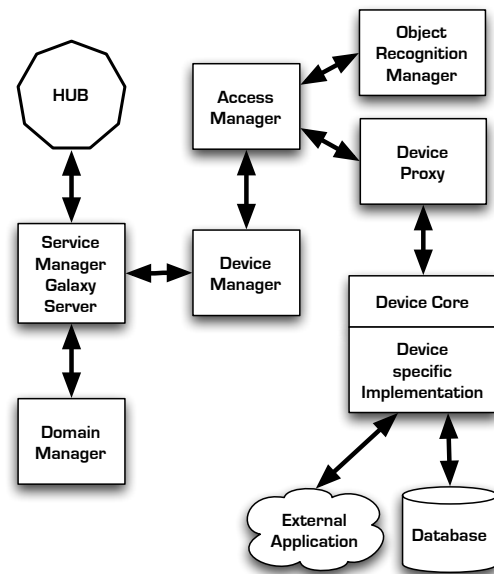 HUB
Service
Manager
Galaxy
Server
Domain
Manager
Access
Manager
Device
Manager
Object
Recognition
Manager
Device
Proxy
Device Core
Device
specific
Implementation
External
Application
Database